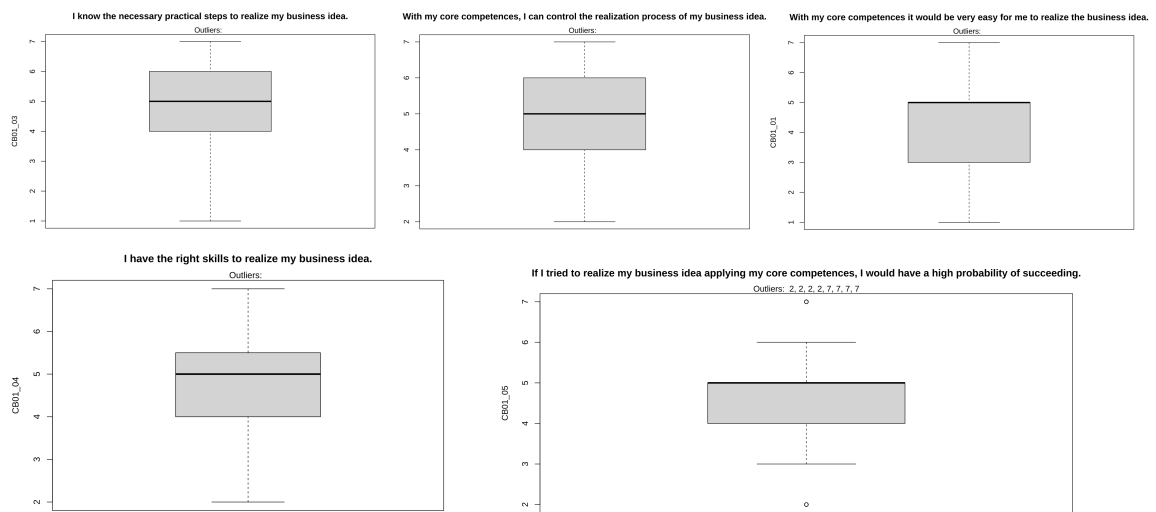 I know the necessary practical steps to realize my business idea.
Outliers:
CB01_03
7
6
5
4
3
2
1
With my core competences, I can control the realization process of my business idea.
Outliers:
7
6
5
4
3
2
With my core competences it would be very easy for me to realize the business idea.
Outliers:
CB01_01
7
6
5
4
3
2
1
I have the right skills to realize my business idea.
Outliers:
CB01_04
7
6
5
4
3
2
If I tried to realize my business idea applying my core competences, I would have a high probability of succeeding.
Outliers: 2, 2, 2, 2, 7, 7, 7, 7
CB01_05
7
6
5
4
3
2